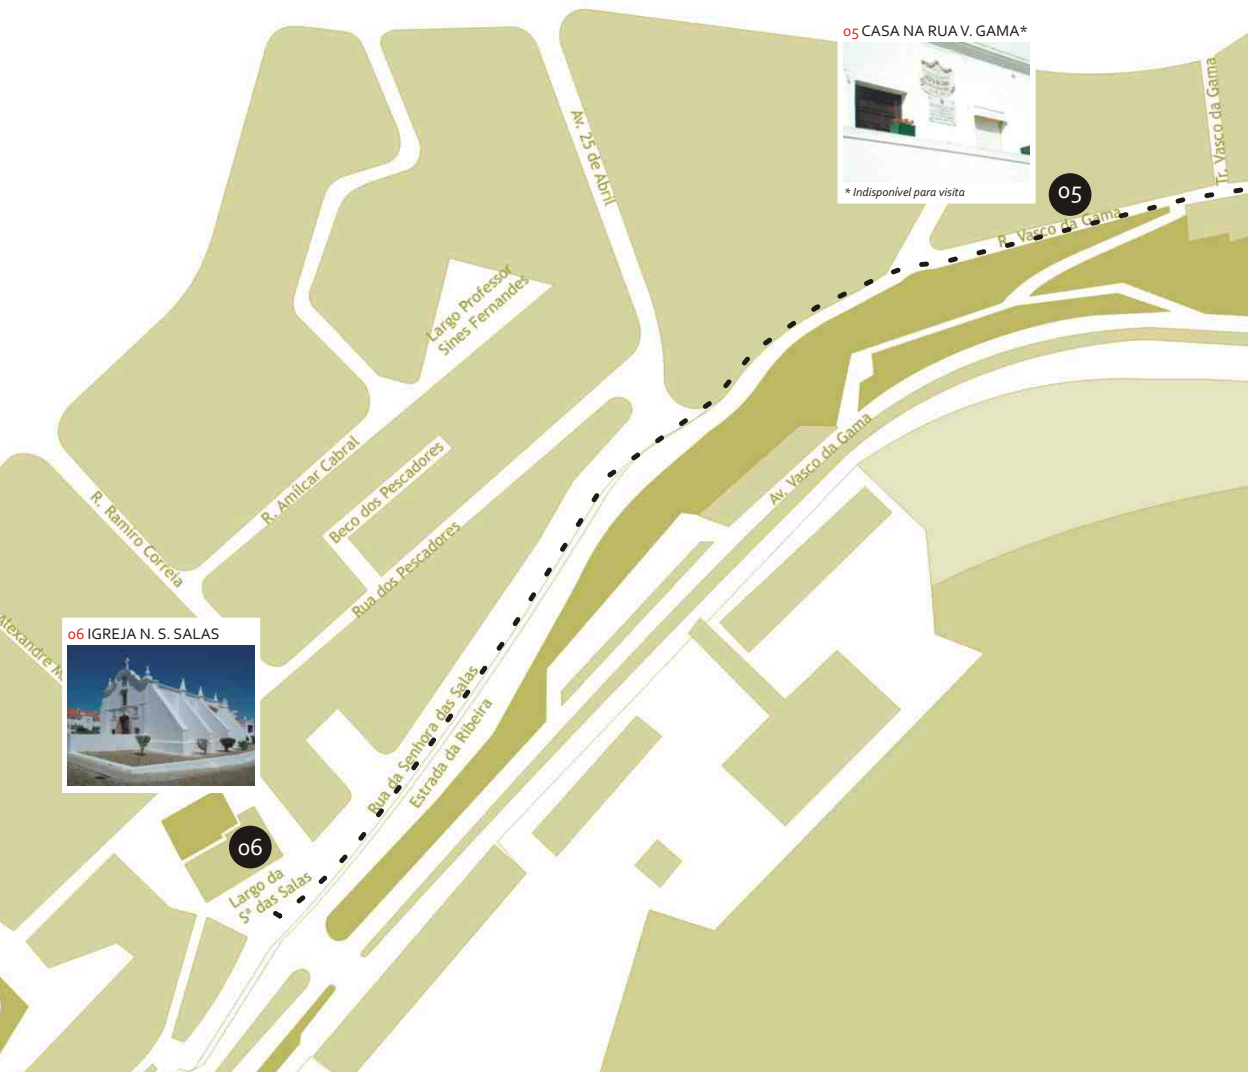 05 CASA NA RUA V. GAMA*
* Indisponível para visita
Tr. Vasco da Gama
Av. 25 de Abril
05
R. Vasco da Gama
Largo Professor
Sines Fernandes
Av. Vasco da Gama
R. Amílcar Cabral
Beco dos Pescadores
R. Ramiro Correia
Rua dos Pescadores
Alexandre
06 IGREJA N. S. SALAS
Rua da Senhora das Salas
Estrada da Ribeira
06
Largo da
Sª das Salas